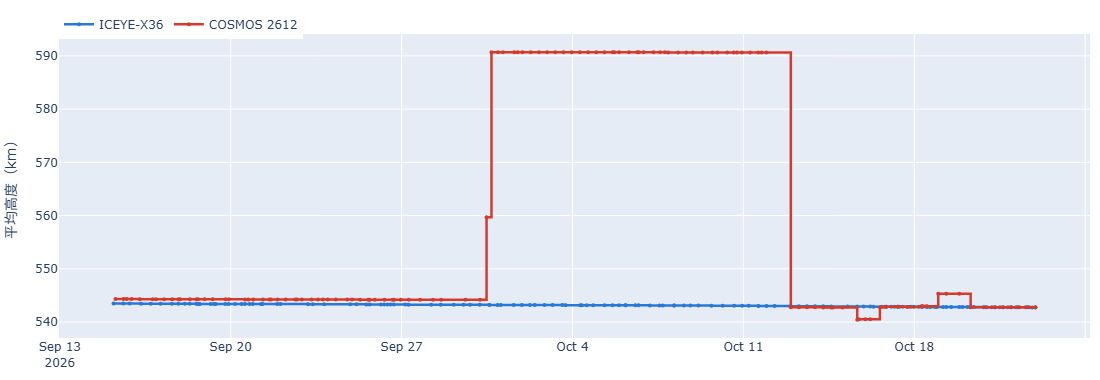 ICEYE-X36
COSMOS 2612
平均高度 (km)
590
580
570
560
550
540
Sep 13
2026
Sep 20
Sep 27
Oct 4
Oct 11
Oct 18